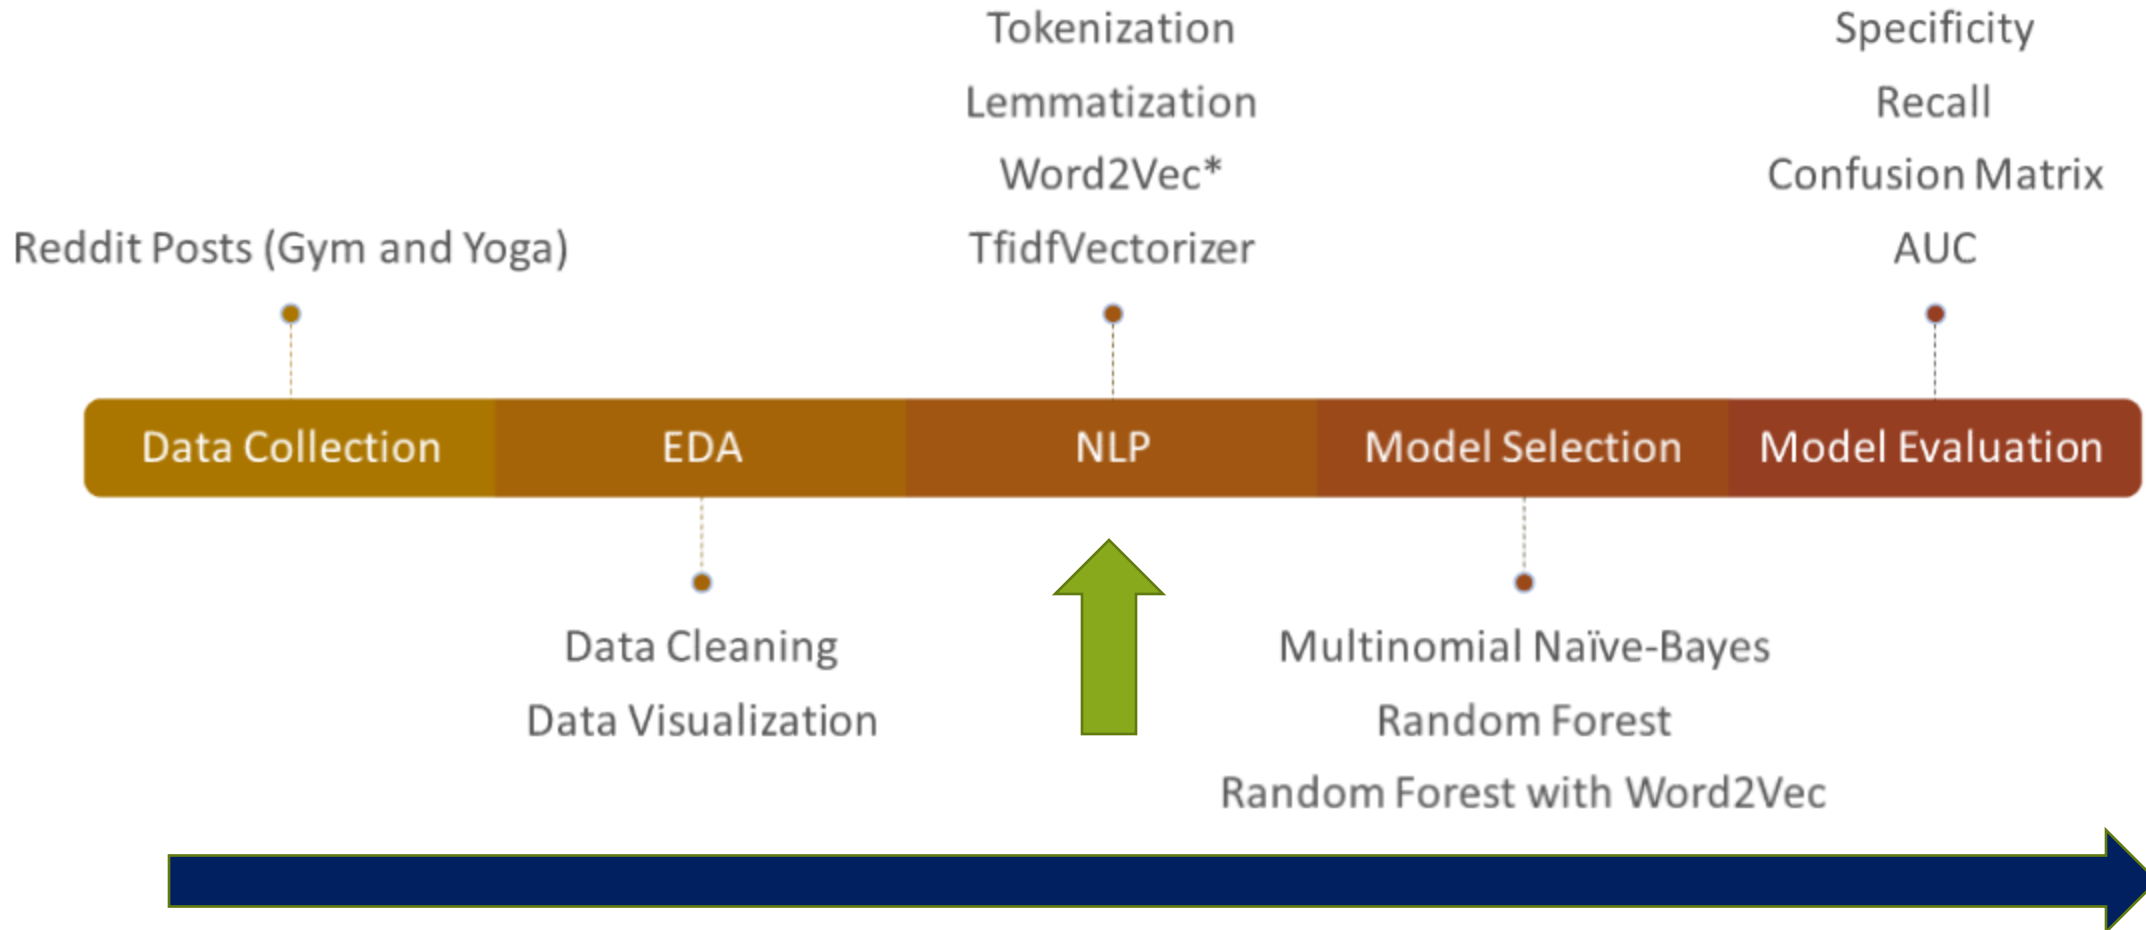 Tokenization
Lemmatization
Word2Vec*
TfidfVectorizer
Specificity
Recall
Confusion Matrix
AUC
Reddit Posts (Gym and Yoga)
Data Collection
EDA
NLP
Model Selection
Model Evaluation
Data Cleaning
Data Visualization
Multinomial Naïve-Bayes
Random Forest
Random Forest with Word2Vec